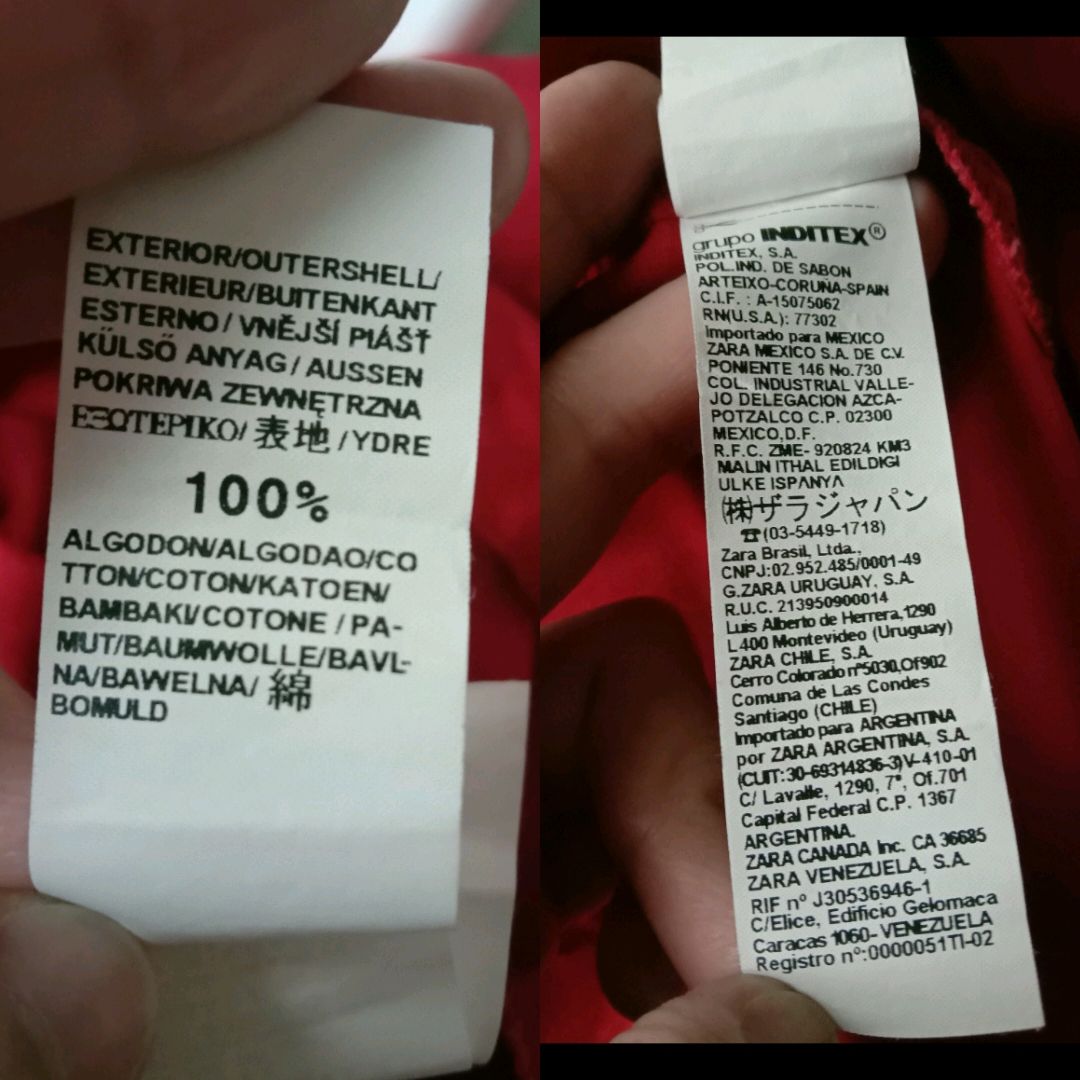 EXTERIOR/OUTERSHELL/
EXTERIEUR/BUITENKANT
ESTERNO/VNĚJŠÍ PIÁŠŤ
KÜLSŐ ANYAG/AUSSEN
POKRIWA ZEWNĘTRZNA
ΕΞΩΤΕΡΙΚΟ/表地/YDRE
100%
ALGODON/ALGODAO/CO
TTON/COTON/KATOEN/
BAMBAKI/COTONE/PA-
MUT/BAUMWOLLE/BAVL-
NA/BAWELNA/綿
BOMULD
grupo INDITEX®
INDITEX, S.A.
POL.IND. DE SABON
ARTEIXO-CORUÑA-SPAIN
C.I.F. : A-15075062
RN(U.S.A.): 77302
Importado para MEXICO
ZARA MEXICO S.A. DE C.V.
PONIENTE 146 No.730
COL. INDUSTRIAL VALLE-
JO DELEGACION AZCA-
POTZALCO C.P. 02300
MEXICO,D.F.
R.F.C. ZME- 920824 KM3
MALIN ITHAL EDILDIGI
ULKE ISPANYA
(株)ザラジャパン
☎(03-5449-1718)
Zara Brasil, Ltda.,
CNPJ:02.952.485/0001-49
G.ZARA URUGUAY, S.A.
R.U.C. 213950900014
Luis Alberto de Herrera,1290
L400 Montevideo (Uruguay)
ZARA CHILE, S.A.
Cerro Colorado nº5030,Of902
Comuna de Las Condes
Santiago (CHILE)
Importado para ARGENTINA
por ZARA ARGENTINA, S.A.
(CUIT:30-69314836-3)V-410-01
C/ Lavalle, 1290, 7º, Of.701
Capital Federal C.P. 1367
ARGENTINA.
ZARA CANADA Inc. CA 36685
ZARA VENEZUELA, S.A.
RIF nº J30536946-1
C/Elice, Edificio Gelomaca
Caracas 1060- VENEZUELA
Registro nº:0000051TI-02